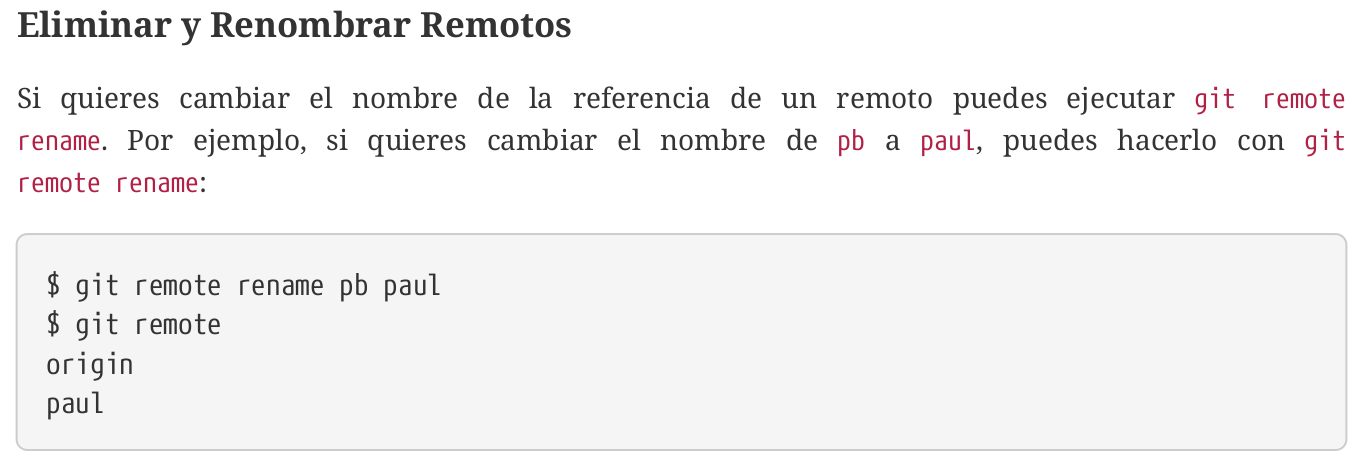 Eliminar y Renombrar Remotos
Si quieres cambiar el nombre de la referencia de un remoto puedes ejecutar git remote
rename. Por ejemplo, si quieres cambiar el nombre de pb a paul, puedes hacerlo con git
remote rename:
$ git remote rename pb paul
$ git remote
origin
paul